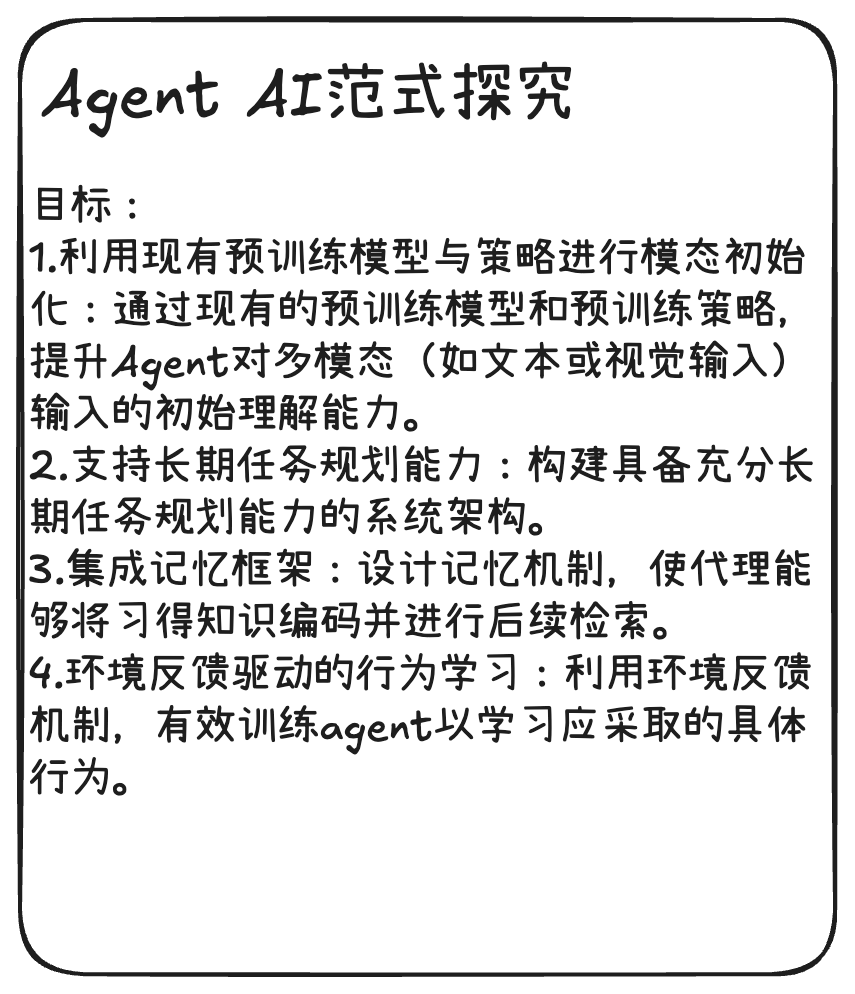 Agent AI范式探究
目标：
1.利用现有预训练模型与策略进行模态初始
化：通过现有的预训练模型和预训练策略，
提升Agent对多模态（如文本或视觉输入）
输入的初始理解能力。
2.支持长期任务规划能力：构建具备充分长
期任务规划能力的系统架构。
3.集成记忆框架：设计记忆机制，使代理能
够将习得知识编码并进行后续检索。
4.环境反馈驱动的行为学习：利用环境反馈
机制，有效训练agent以学习应采取的具体
行为。